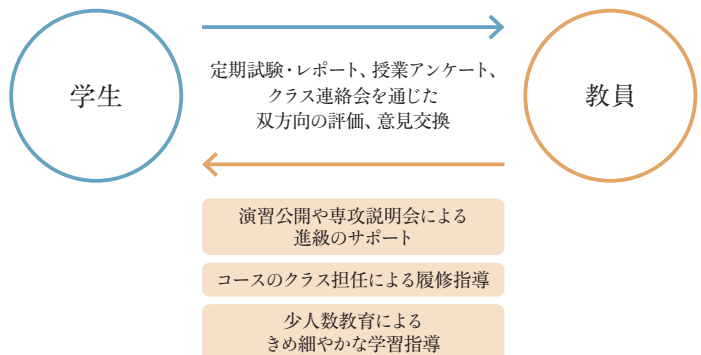 学生
定期試験・レポート、授業アンケート、
クラス連絡会を通じた
双方向の評価、意見交換
教員
演習公開や専攻説明会による
進級のサポート
コースのクラス担任による履修指導
少人数教育による
きめ細やかな学習指導